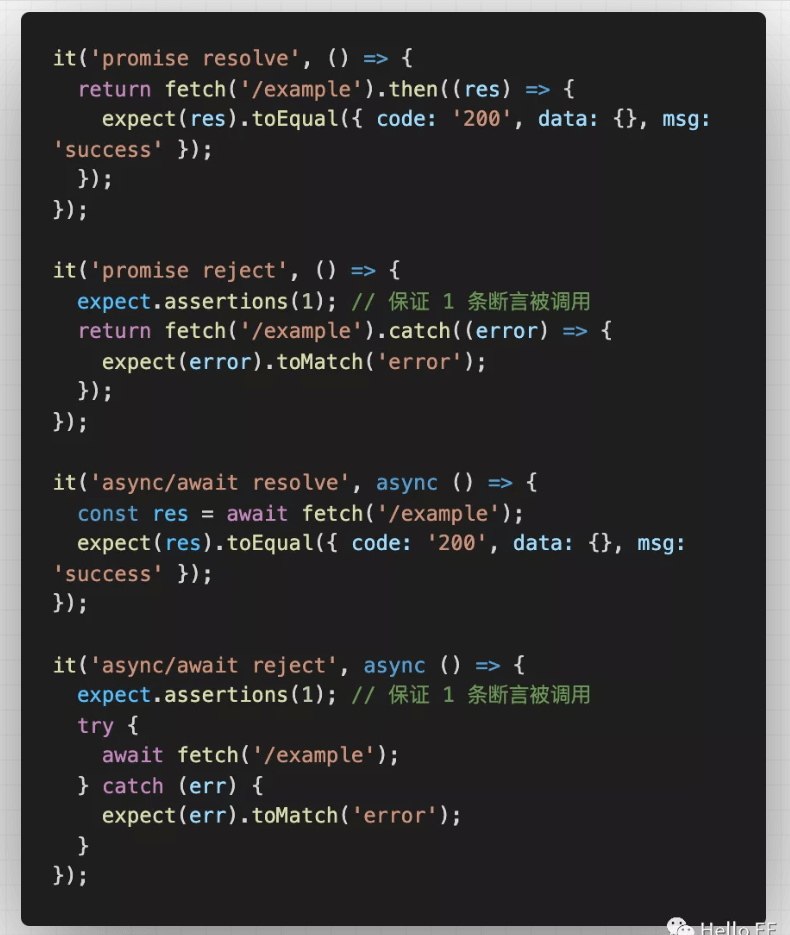 it('promise resolve', () => {
  return fetch('/example').then((res) => {
    expect(res).toEqual({ code: '200', data: {}, msg:
'success' });
  });
});

it('promise reject', () => {
  expect.assertions(1); // 保证 1 条断言被调用
  return fetch('/example').catch((error) => {
    expect(error).toMatch('error');
  });
});

it('async/await resolve', async () => {
  const res = await fetch('/example');
  expect(res).toEqual({ code: '200', data: {}, msg:
'success' });
});

it('async/await reject', async () => {
  expect.assertions(1); // 保证 1 条断言被调用
  try {
    await fetch('/example');
  } catch (err) {
    expect(err).toMatch('error');
  }
});
Hello